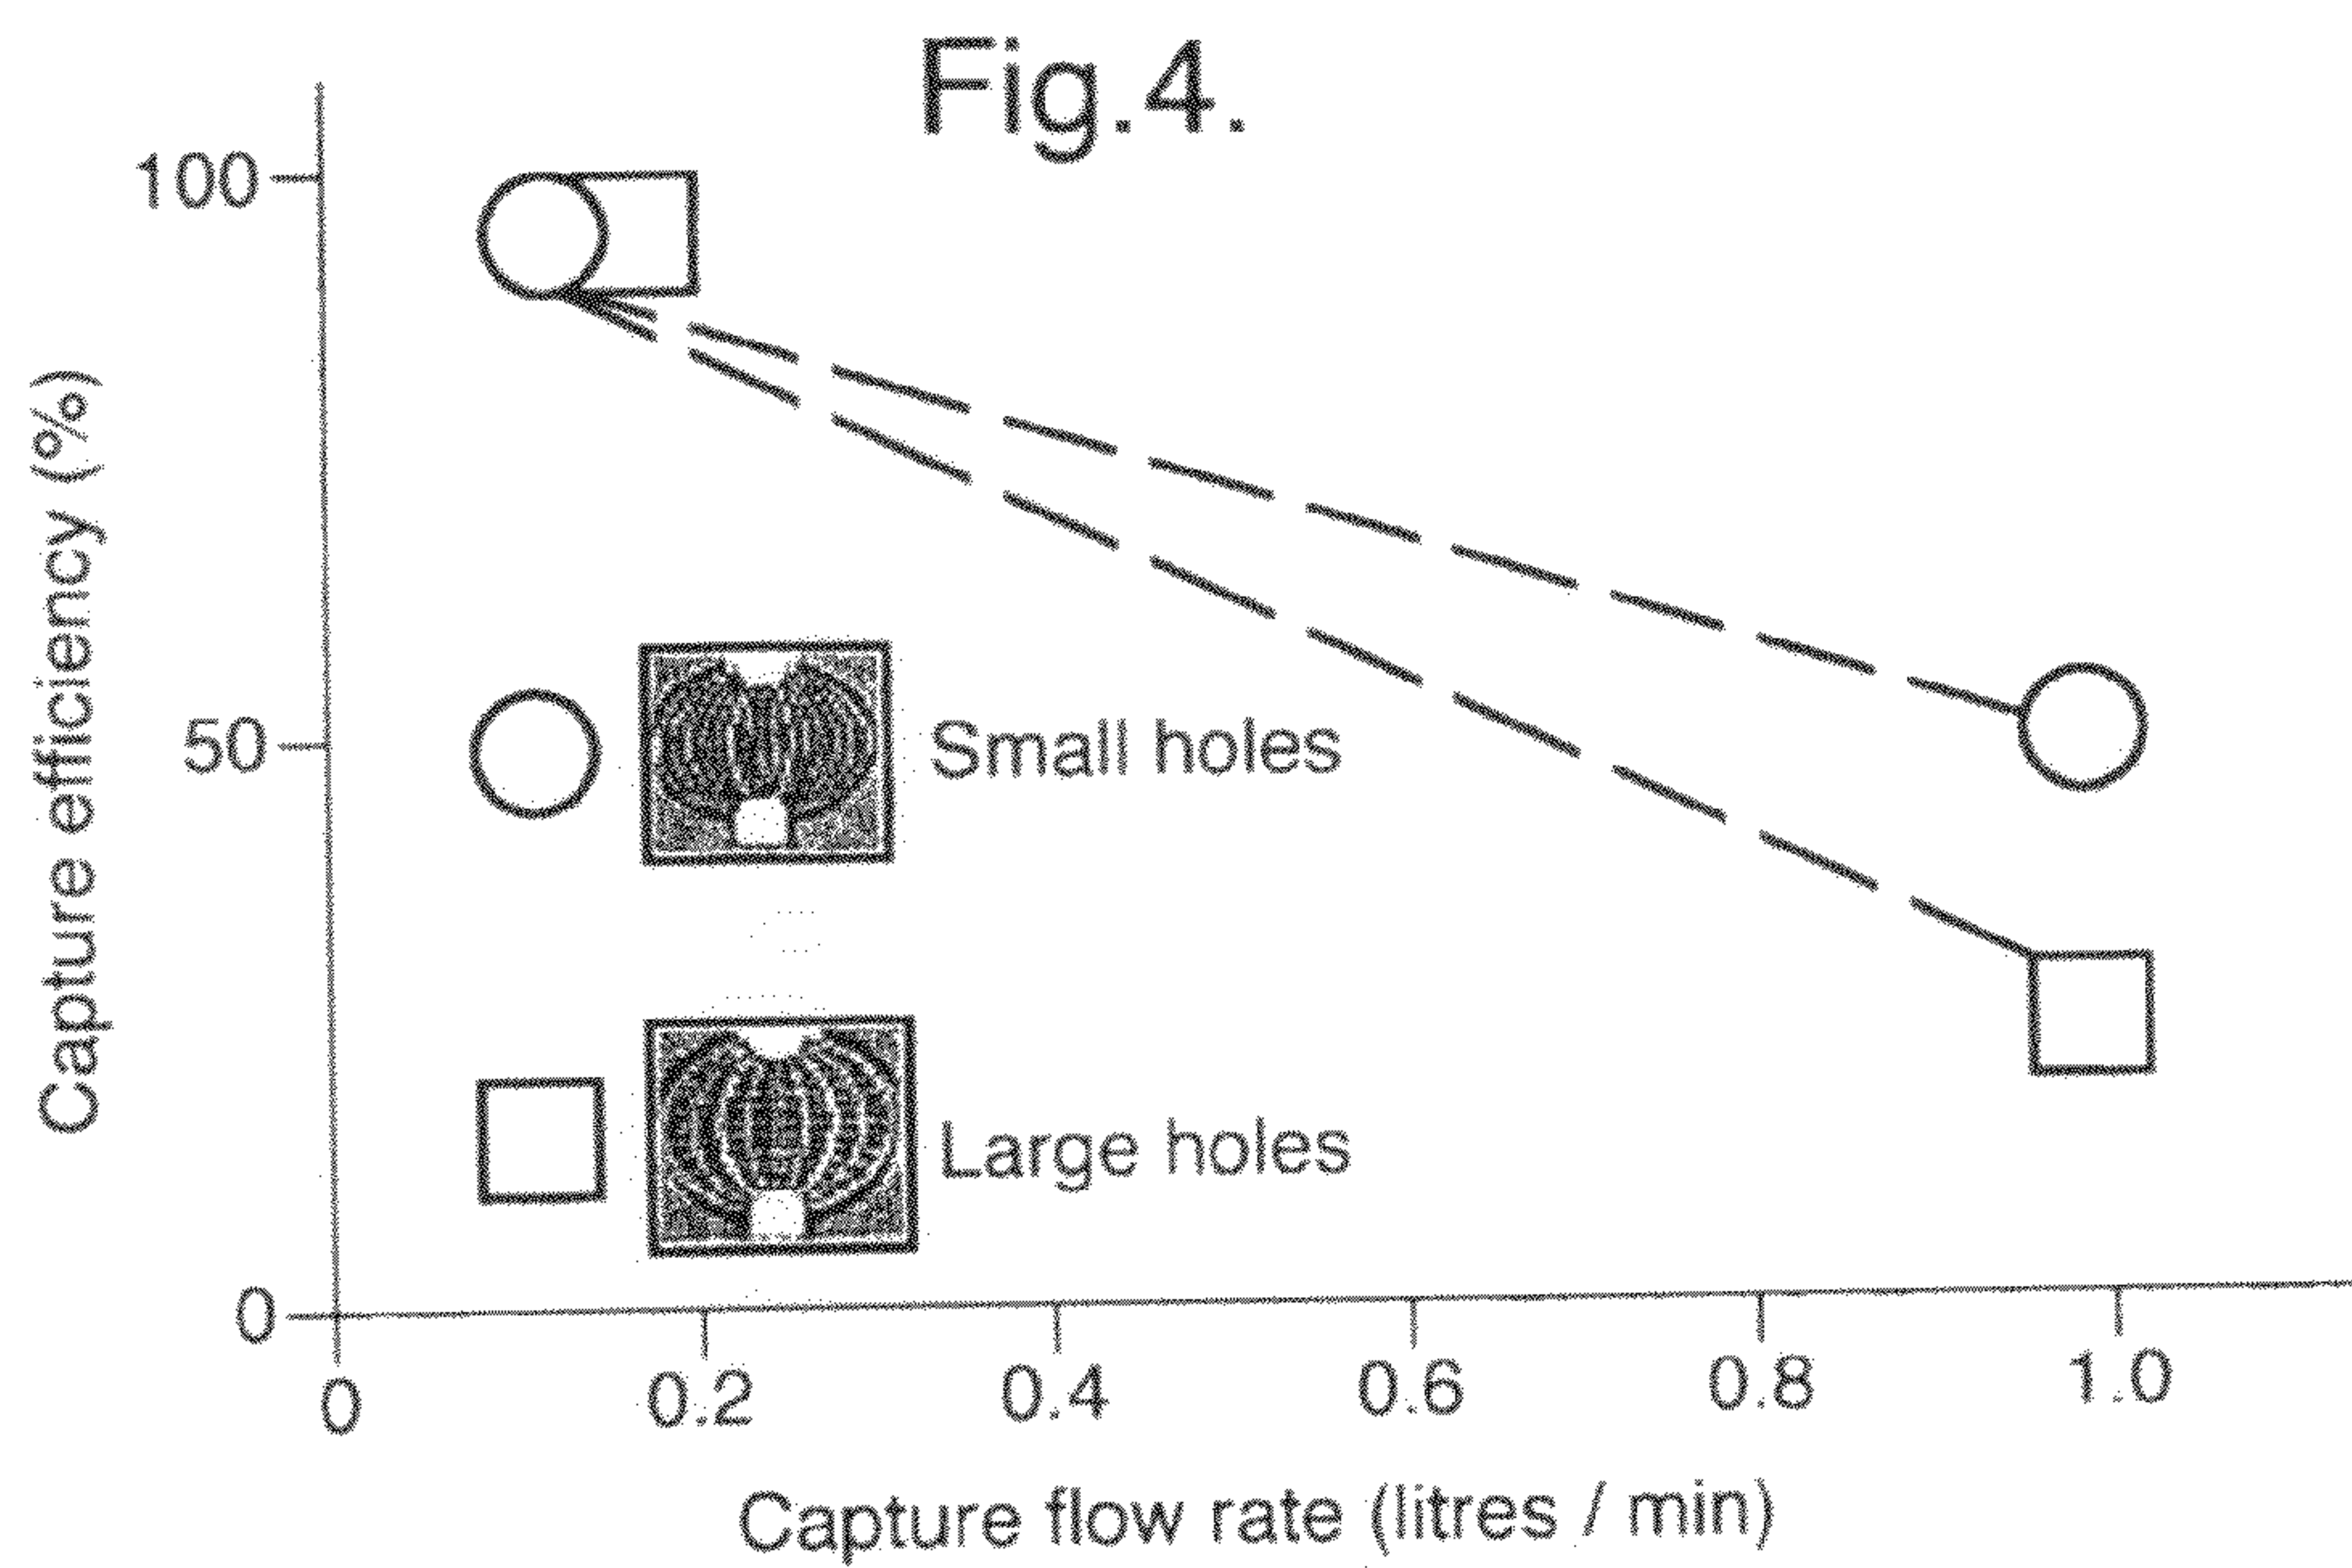 Fig.4.
100
50
0
Capture efficiency (%)
Small holes
Large holes
0 0.2 0.4 0.6 0.8 1.0
Capture flow rate (litres / min)